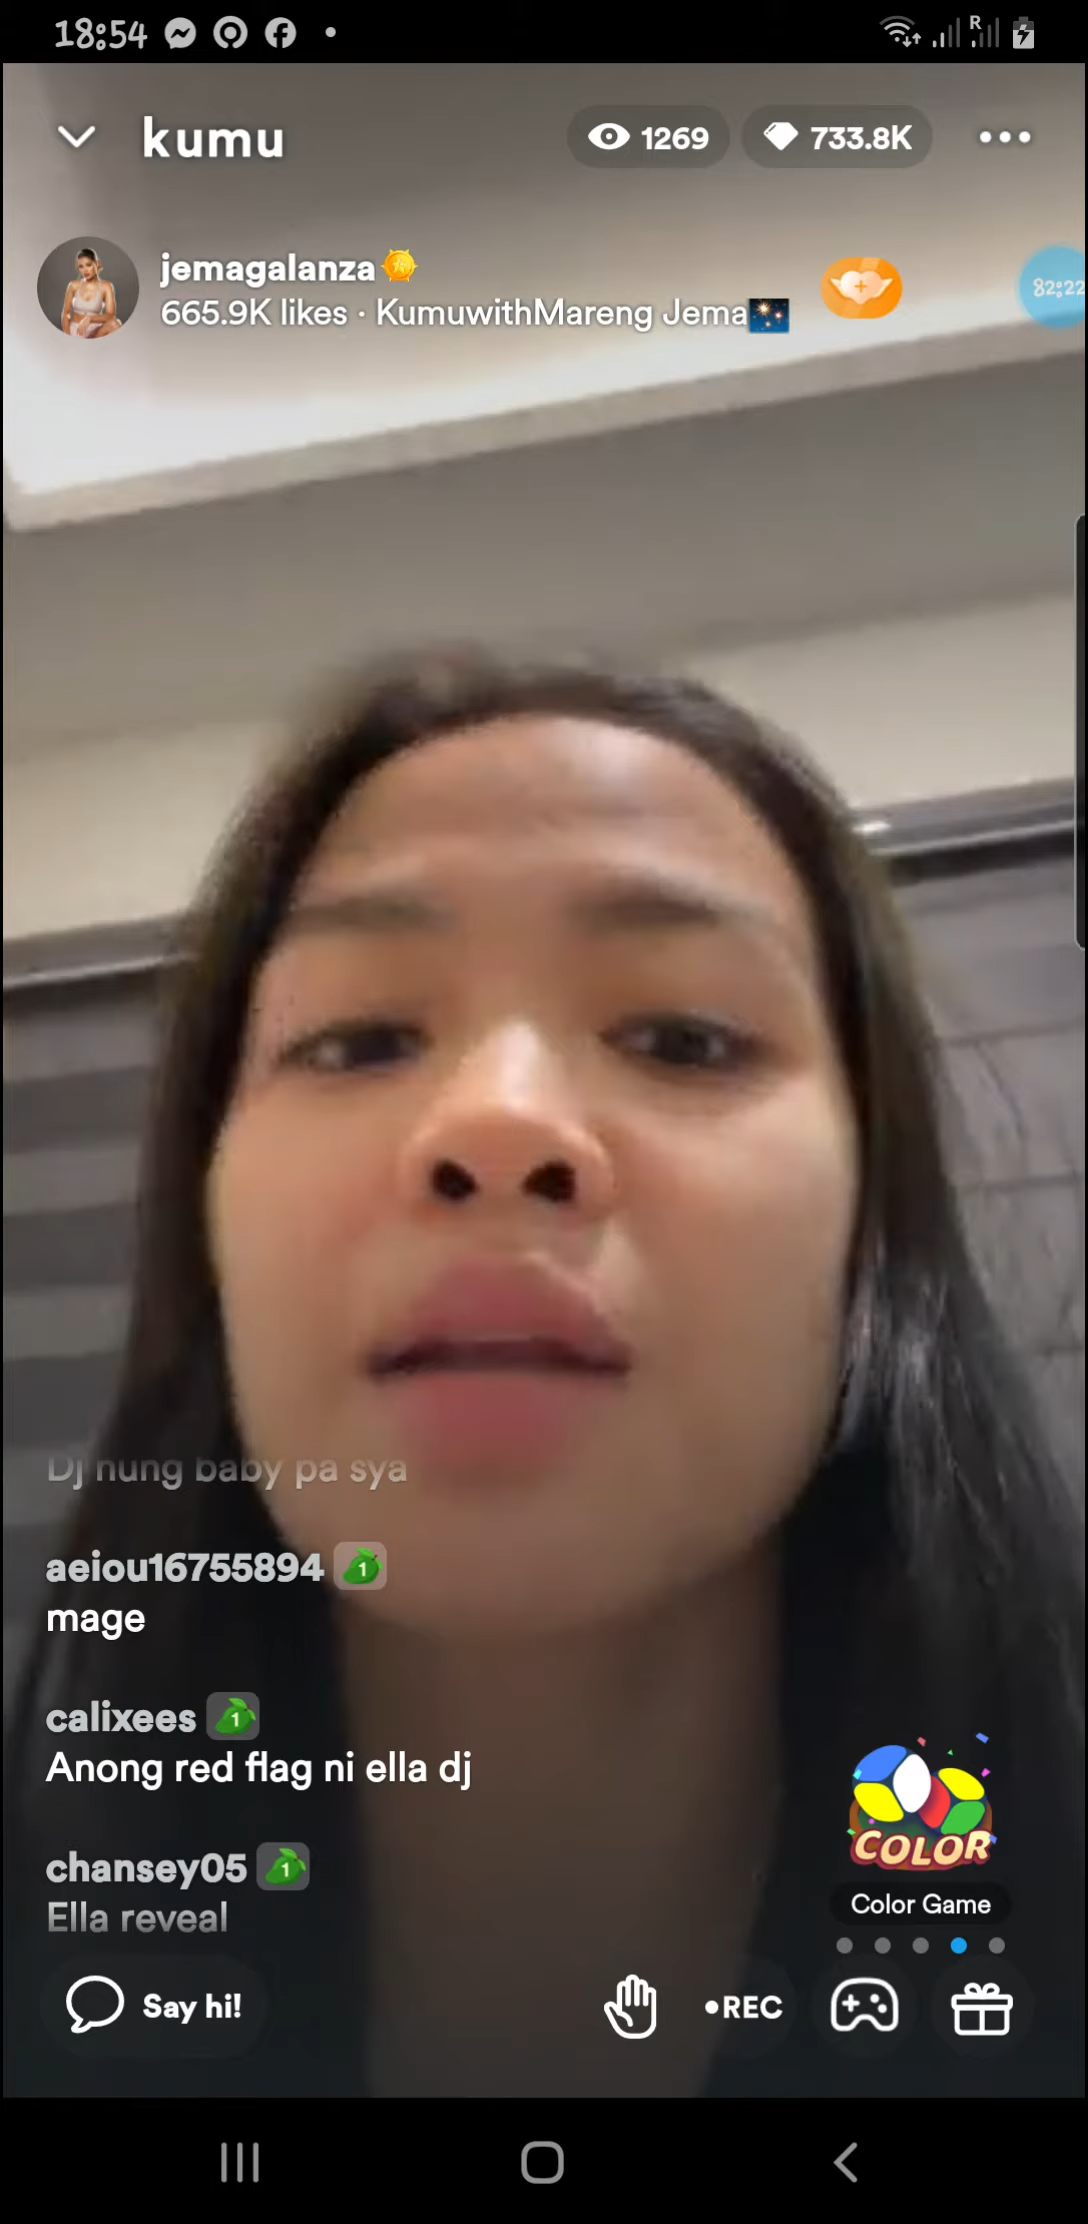 18:54
R
kumu
1269
733.8K
jemagalanza
665.9K likes · KumuwithMareng Jema
82:22
Dj nung baby pa sya
aeiou16755894 1
mage
calixees 1
Anong red flag ni ella dj
chansey05 1
Ella reveal
COLOR
Color Game
Say hi!
•REC